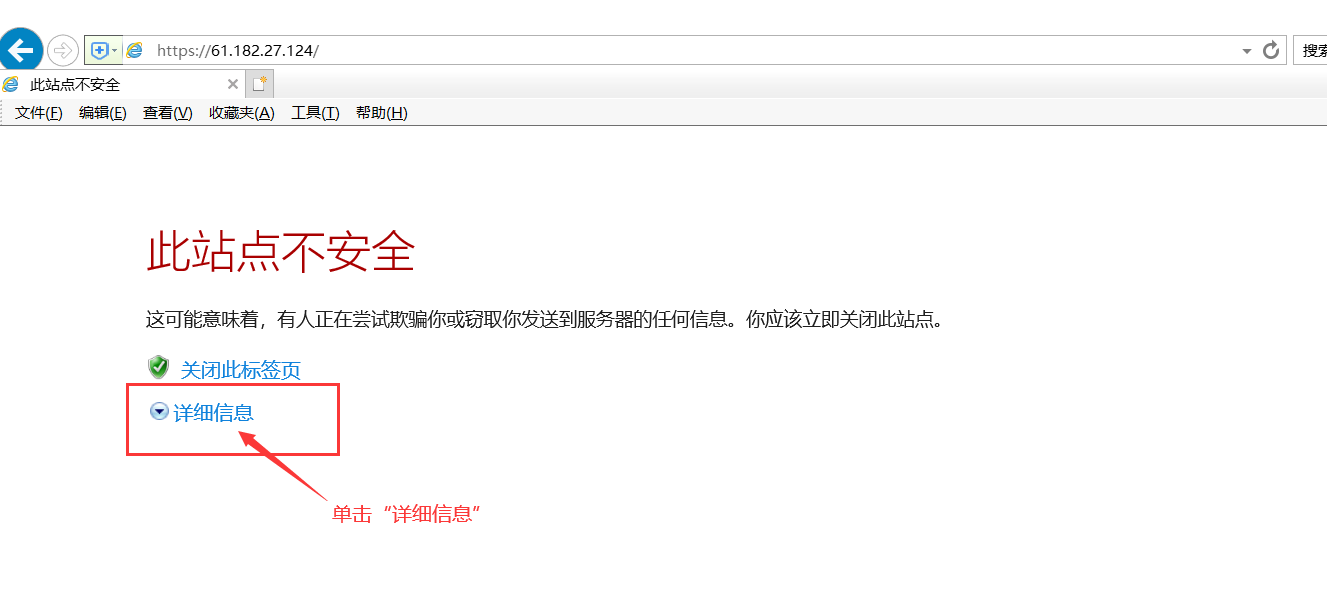 https://61.182.27.124/
搜索
此站点不安全
文件(F) 编辑(E) 查看(V) 收藏夹(A) 工具(T) 帮助(H)
此站点不安全
这可能意味着，有人正在尝试欺骗你或窃取你发送到服务器的任何信息。你应该立即关闭此站点。
关闭此标签页
详细信息
单击“详细信息”